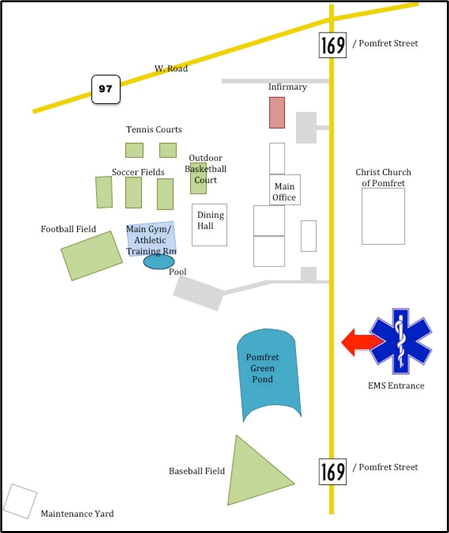 169 / Pomfret Street
W. Road
97
Infirmary
Tennis Courts
Outdoor
Basketball
Court
Soccer Fields
Christ Church
of Pomfret
Main
Office
Dining
Hall
Football Field
Main Gym/
Athletic
Training Rm
Pool
Pomfret
Green
Pond
EMS Entrance
Baseball Field
169 / Pomfret Street
Maintenance Yard